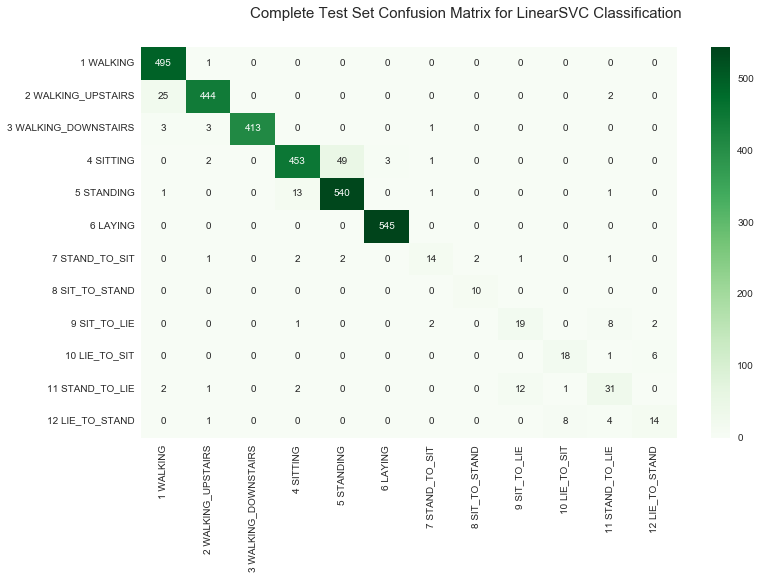 Complete Test Set Confusion Matrix for LinearSVC Classification
1 WALKING 495 1 0 0 0 0 0 0 0 0 0 0
2 WALKING_UPSTAIRS 25 444 0 0 0 0 0 0 0 0 2 0
3 WALKING_DOWNSTAIRS 3 3 413 0 0 0 1 0 0 0 0 0
4 SITTING 0 2 0 453 49 3 1 0 0 0 0 0
5 STANDING 1 0 0 13 540 0 1 0 0 0 1 0
6 LAYING 0 0 0 0 0 545 0 0 0 0 0 0
7 STAND_TO_SIT 0 1 0 2 2 0 14 2 1 0 1 0
8 SIT_TO_STAND 0 0 0 0 0 0 0 10 0 0 0 0
9 SIT_TO_LIE 0 0 0 1 0 0 2 0 19 0 8 2
10 LIE_TO_SIT 0 0 0 0 0 0 0 0 0 18 1 6
11 STAND_TO_LIE 2 1 0 2 0 0 0 0 12 1 31 0
12 LIE_TO_STAND 0 1 0 0 0 0 0 0 0 8 4 14
1 WALKING
2 WALKING_UPSTAIRS
3 WALKING_DOWNSTAIRS
4 SITTING
5 STANDING
6 LAYING
7 STAND_TO_SIT
8 SIT_TO_STAND
9 SIT_TO_LIE
10 LIE_TO_SIT
11 STAND_TO_LIE
12 LIE_TO_STAND
500
400
300
200
100
0